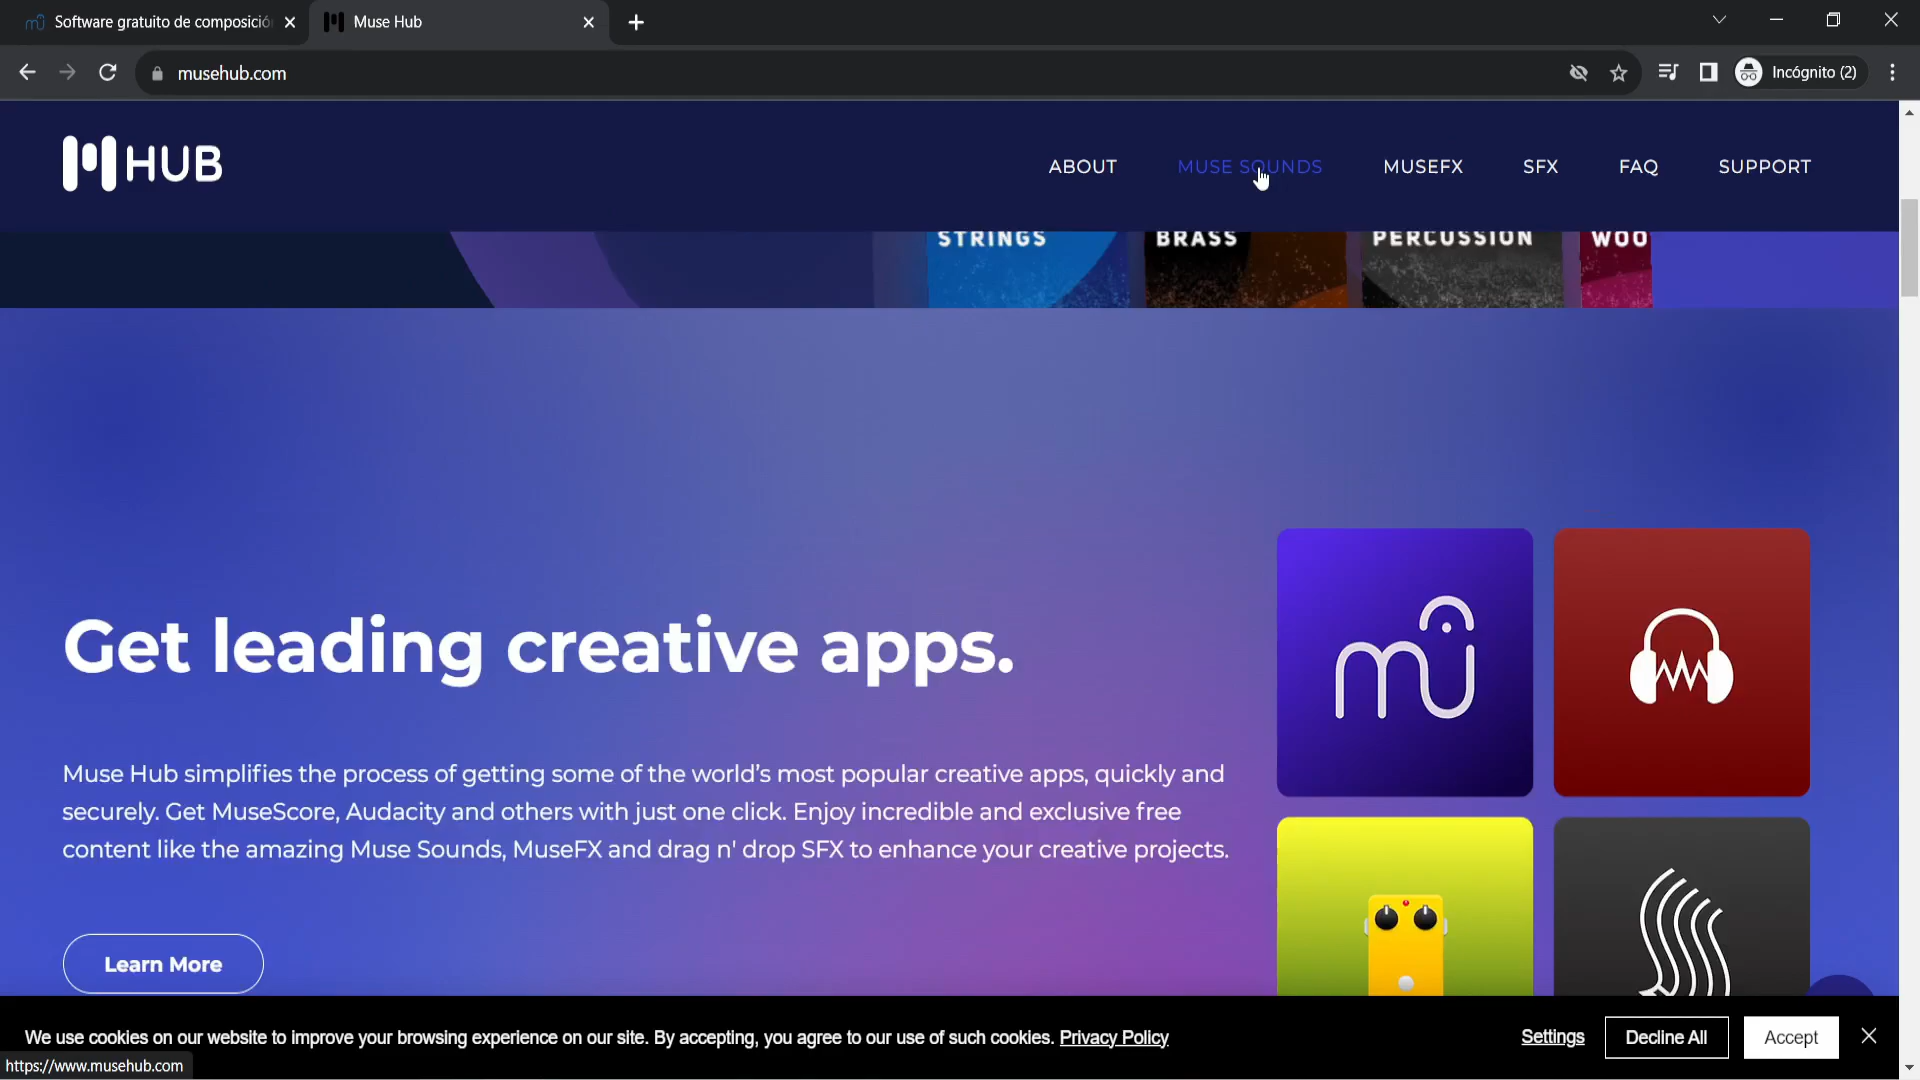 Software gratuito de composició
Muse Hub
musehub.com
Incógnito (2)
HUB
ABOUT
MUSE SOUNDS
MUSEFX
SFX
FAQ
SUPPORT
STRINGS
BRASS
PERCUSSION
WOO
Get leading creative apps.
Muse Hub simplifies the process of getting some of the world's most popular creative apps, quickly and
securely. Get MuseScore, Audacity and others with just one click. Enjoy incredible and exclusive free
content like the amazing Muse Sounds, MuseFX and drag n' drop SFX to enhance your creative projects.
Learn More
We use cookies on our website to improve your browsing experience on our site. By accepting, you agree to our use of such cookies. Privacy Policy
Settings
Decline All
Accept
https://www.musehub.com